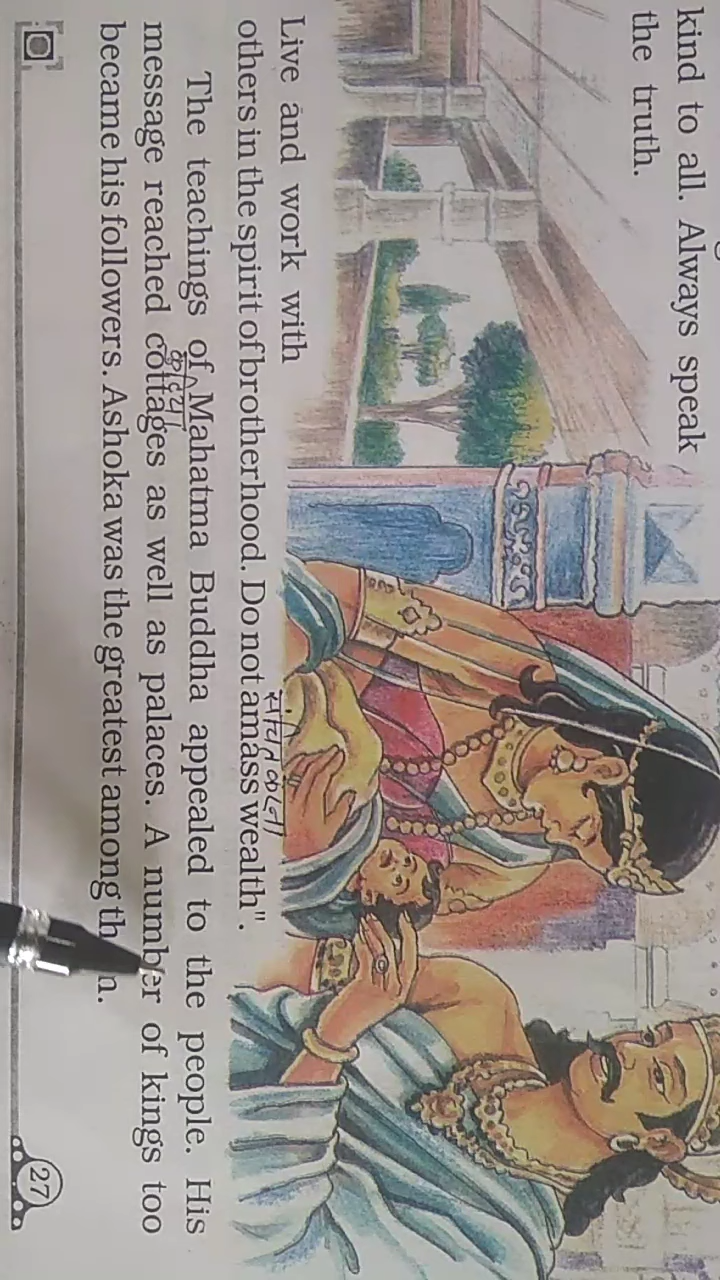 kind to all. Always speak
the truth.
Live and work with
others in the spirit of brotherhood. Do not amass wealth".
The teachings of Mahatma Buddha appealed to the people. His
message reached cottages as well as palaces. A number of kings too
became his followers. Ashoka was the greatest among
27